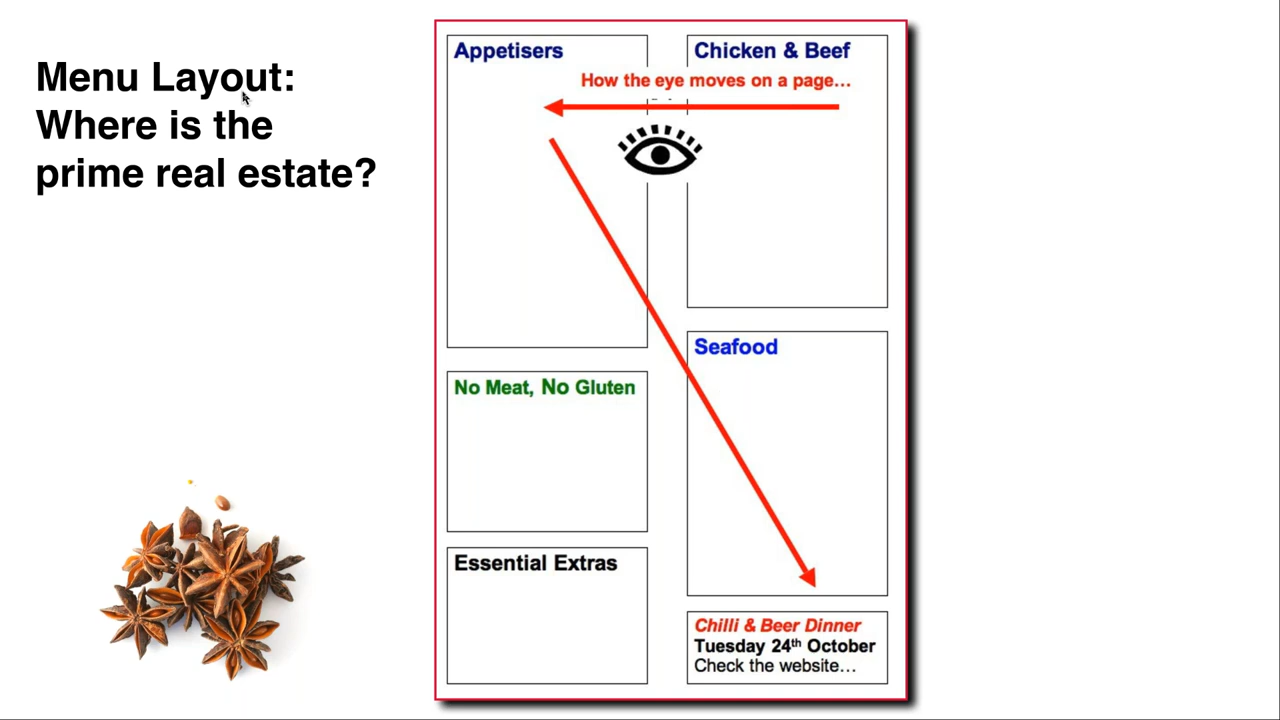 Menu Layout:
Where is the
prime real estate?
Appetisers
Chicken & Beef
How the eye moves on a page…
No Meat, No Gluten
Seafood
Essential Extras
Chilli & Beer Dinner
Tuesday 24th October
Check the website…